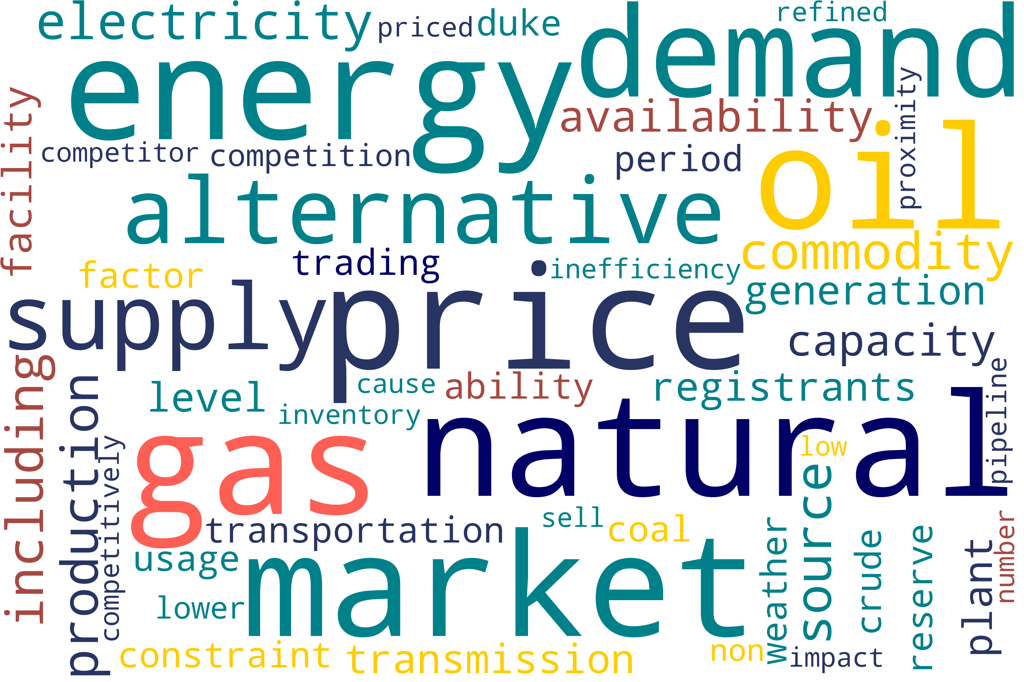 electricity
priced
duke
refined
energy
demand
availability
proximity
facility
competitor
competition
period
oil
alternative
commodity
factor
trading
inefficiency
generation
supply
price
capacity
including
production
level
cause
ability
registrants
pipeline
inventory
gas
natural
low
competitively
transportation
sell
coal
source
usage
market
weather
crude
reserve
plant
number
lower
constraint
transmission
non
impact